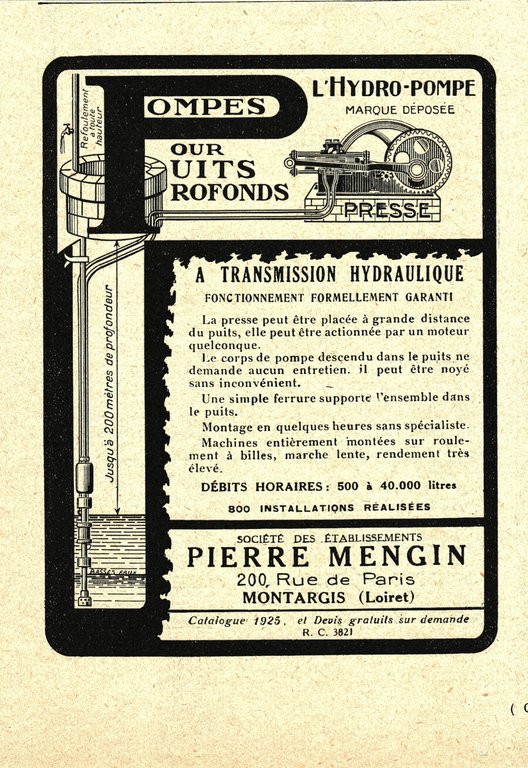 L'HYDRO-POMPE
MARQUE DÉPOSÉE
POMPES
POUR
PUITS
PROFONDS
Refoulement
à toute
hauteur
PRESSE
Jusqu'à 200 mètres de profondeur
BASSES EAUX
A TRANSMISSION HYDRAULIQUE
FONCTIONNEMENT FORMELLEMENT GARANTI
La presse peut être placée à grande distance
du puits, elle peut être actionnée par un moteur
quelconque.
Le corps de pompe descendu dans le puits ne
demande aucun entretien. il peut être noyé
sans inconvénient.
Une simple ferrure supporte l'ensemble dans
le puits.
Montage en quelques heures sans spécialiste.
Machines entièrement montées sur roule-
ment à billes, marche lente, rendement très
élevé.
DÉBITS HORAIRES : 500 à 40.000 litres
800 INSTALLATIONS RÉALISÉES
SOCIÉTÉ DES ÉTABLISSEMENTS
PIERRE MENGIN
200, Rue de Paris
MONTARGIS (Loiret)
Catalogue 1925, et Devis gratuits sur demande
R. C. 3821